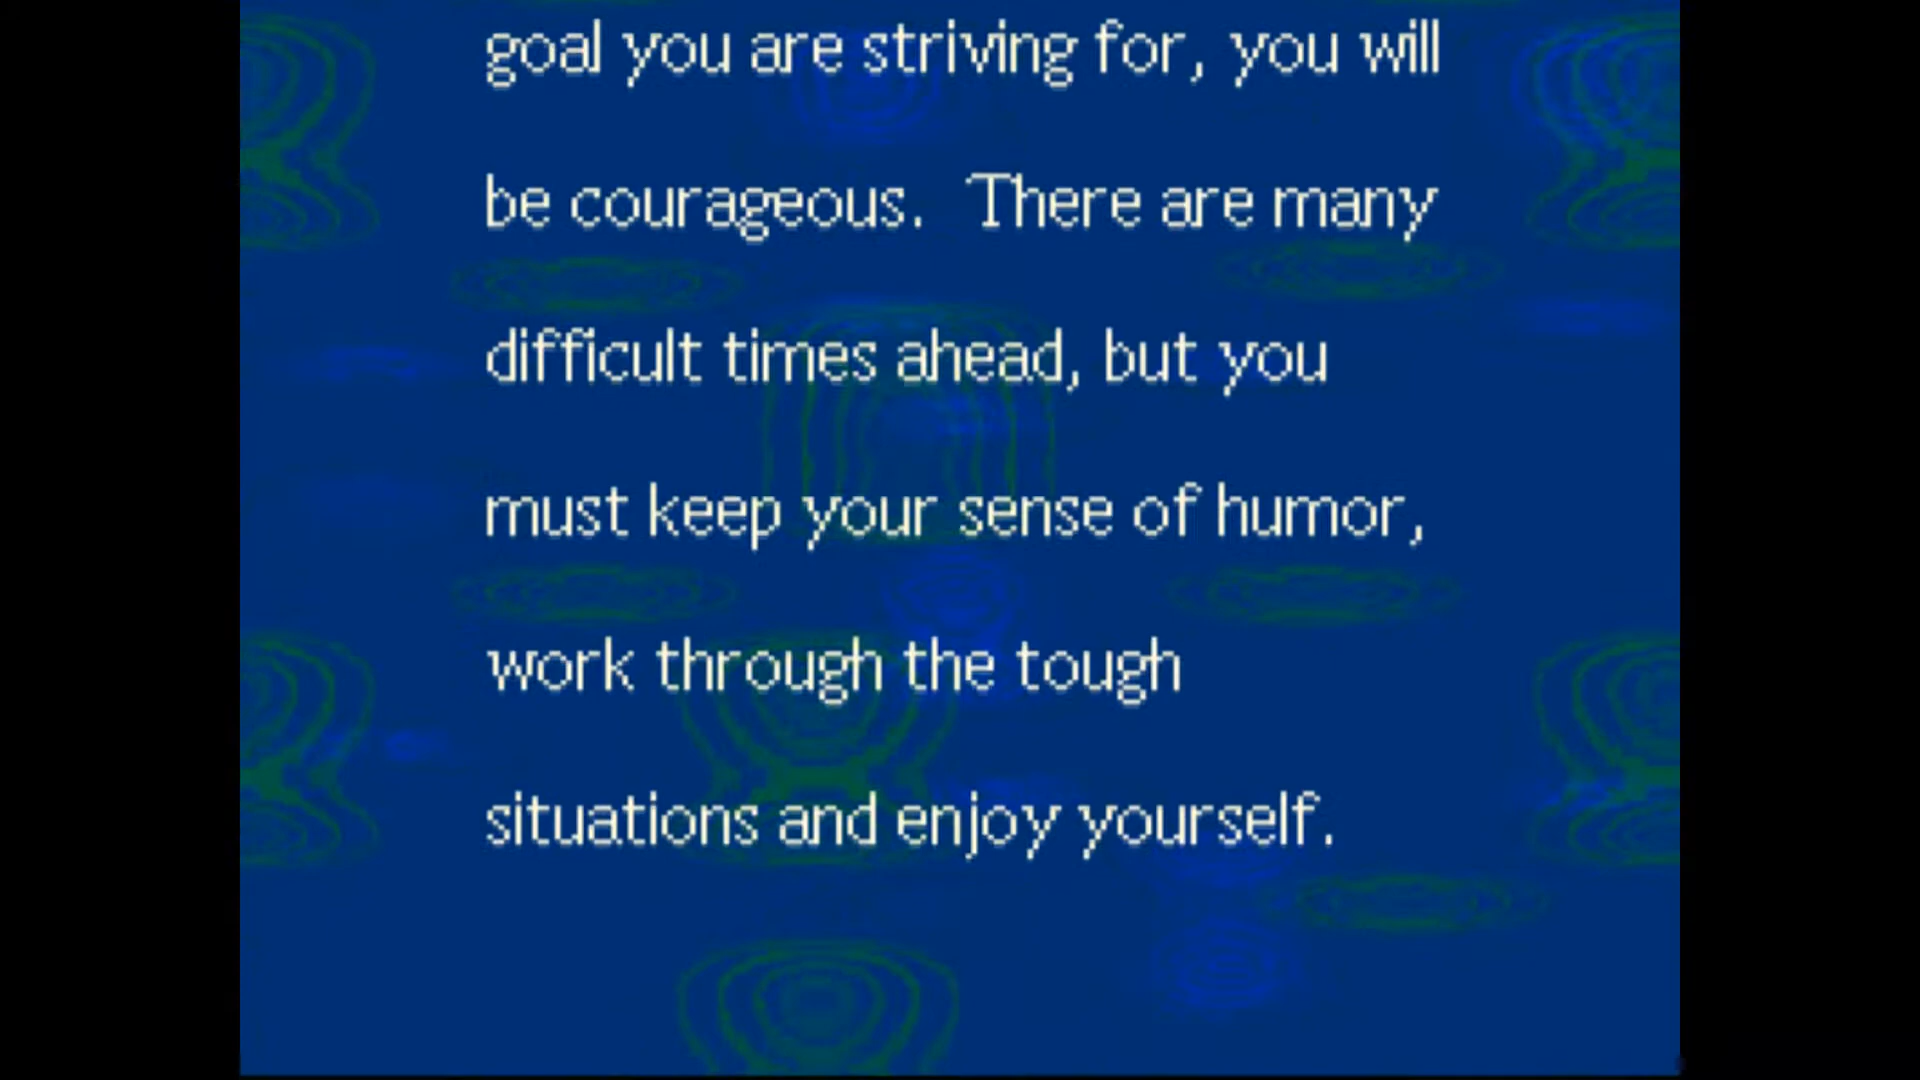 goal you are striving for, you will
be courageous.  There are many
difficult times ahead, but you
must keep your sense of humor,
work through the tough
situations and enjoy yourself.